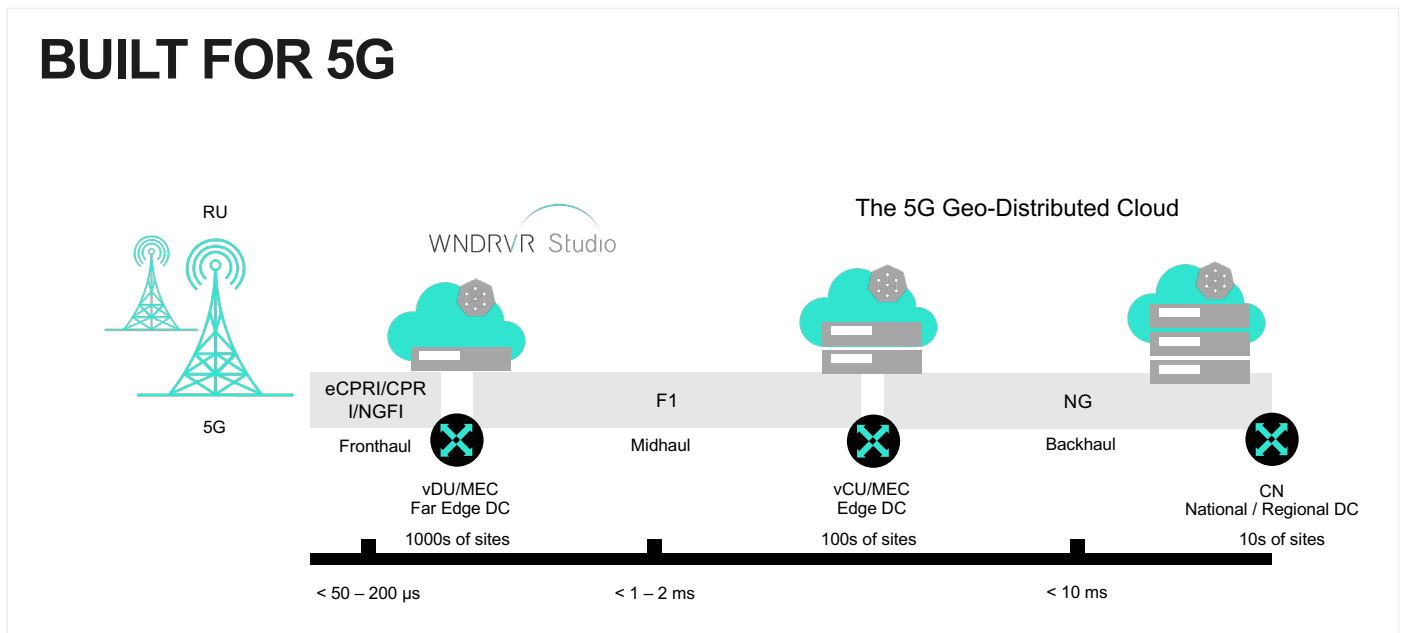 BUILT FOR 5G
RU
WNDRVR Studio
The 5G Geo-Distributed Cloud
5G
eCPRI/CPR
I/NGFI
F1
NG
Fronthaul
Midhaul
Backhaul
vDU/MEC
Far Edge DC
1000s of sites
vCU/MEC
Edge DC
100s of sites
CN
National / Regional DC
10s of sites
< 50 – 200 µs
< 1 – 2 ms
< 10 ms